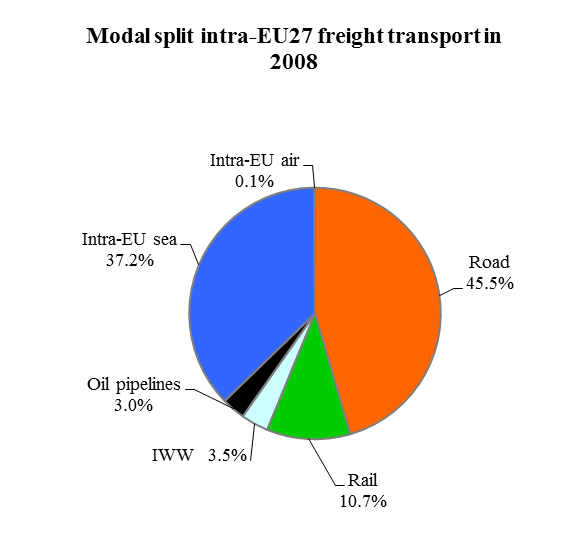 Modal split intra-EU27 freight transport in
2008
Intra-EU air
0.1%
Intra-EU sea
37.2%
Road
45.5%
Oil pipelines
3.0%
IWW 3.5%
Rail
10.7%